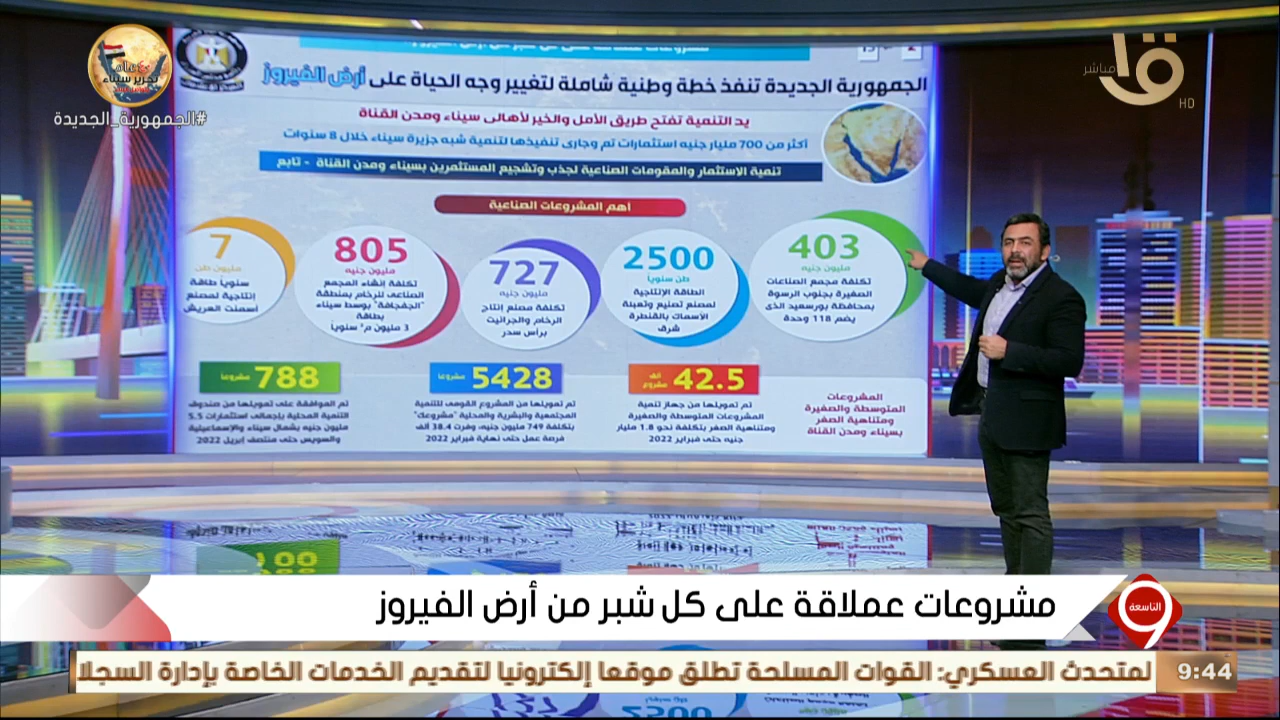 مباشر
HD
عام
تحرير سيناء
#الجمهورية_الجديدة
الجمهورية الجديدة تنفذ خطة وطنية شاملة لتغيير وجه الحياة على أرض الفيروز
يد التنمية تفتح طريق الأمل والخير لأهالى سيناء ومدن القناة
أكثر من 700 مليار جنيه استثمارات تم وجارى تنفيذها لتنمية شبه جزيرة سيناء خلال 8 سنوات
تنمية الاستثمار والمقومات الصناعية لجذب وتشجيع المستثمرين بسيناء ومدن القناة - تابع
أهم المشروعات الصناعية
403
مليون جنيه
تكلفة مجمع الصناعات
الصغيرة بجنوب الرسوة
بمحافظة بورسعيد الذى
يضم 118 وحدة
2500
طن سنوياً
الطاقة الإنتاجية
لمصنع تصنيع وتعبئة
الأسماك بالقنطرة
شرق
727
مليون جنيه
تكلفة مصنع إنتاج
الرخام والجرانيت
برأس سدر
805
مليون جنيه
تكلفة إنشاء المجمع
الصناعى للرخام بمنطقة
"الجفجافة" بوسط سيناء
بطاقة
3 مليون م² سنوياً
7
مليون طن
سنوياً طاقة
إنتاجية لمصنع
أسمنت العريش
المشروعات
المتوسطة والصغيرة
ومتناهية الصغر
بسيناء ومدن القناة
42.5 ألف مشروع
تم تمويلها من جهاز تنمية
المشروعات المتوسطة والصغيرة
ومتناهية الصغر بتكلفة نحو 1.8 مليار
جنيه حتى فبراير 2022
5428 مشروعاً
تم تمويلها من المشروع القومى للتنمية
المجتمعية والبشرية والمحلية "مشروعك"
بتكلفة 749 مليون جنيه، وفرت 38.4 ألف
فرصة عمل حتى نهاية فبراير 2022
788 مشروعاً
تم الموافقة على تمويلها من صندوق
التنمية المحلية بإجمالى استثمارات 5.5
مليون جنيه بشمال سيناء والإسماعيلية
والسويس حتى منتصف إبريل 2022
التاسعة
9
مشروعات عملاقة على كل شبر من أرض الفيروز
9:44
لمتحدث العسكري: القوات المسلحة تطلق موقعا إلكترونيا لتقديم الخدمات الخاصة بإدارة السجلا